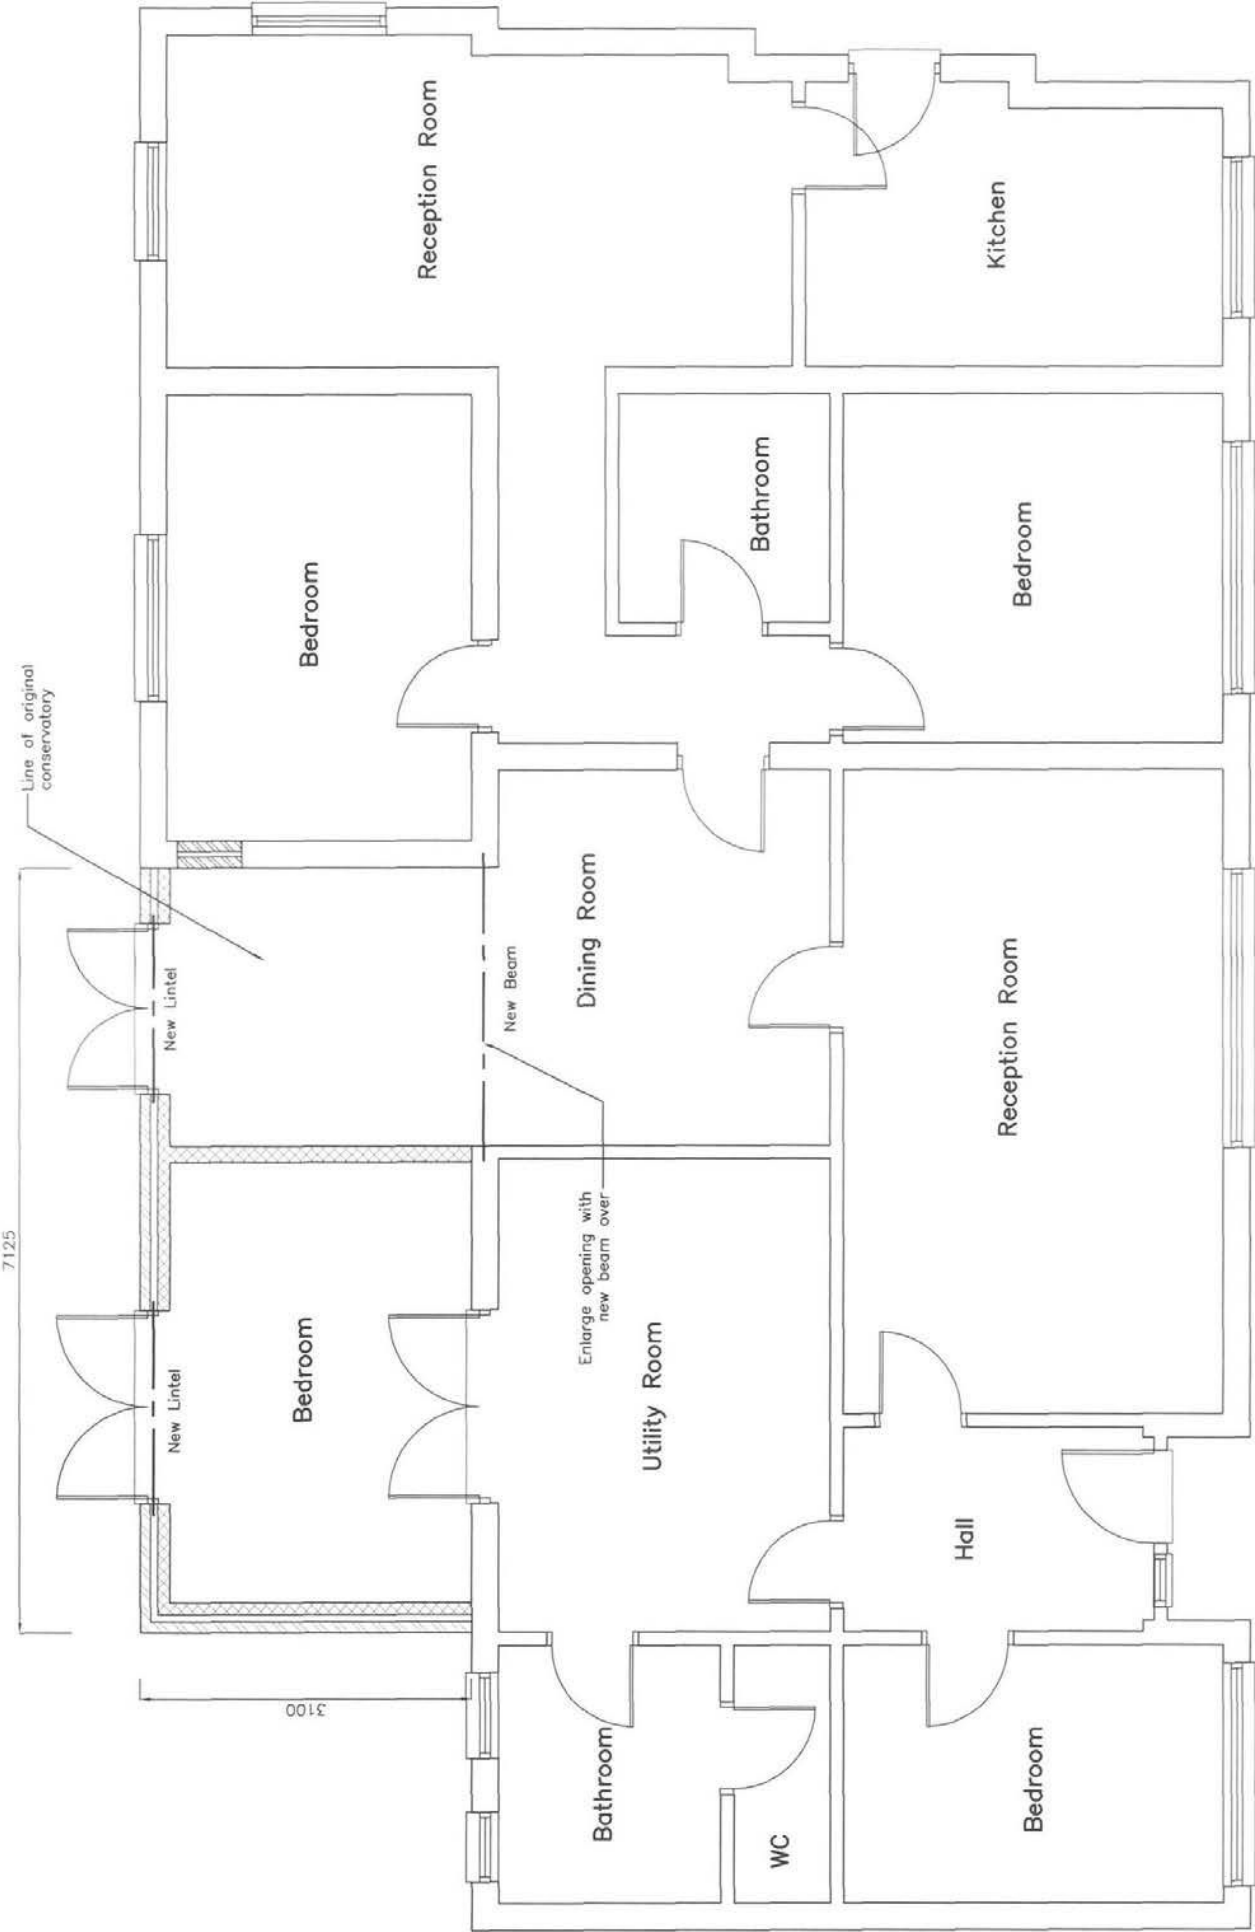 7125
Line of original
conservatory
New Lintel
New Lintel
3100
Bedroom
Bedroom
Reception Room
New Beam
Enlarge opening with
new beam over
Dining Room
Utility Room
Bathroom
Bathroom
WC
Hall
Bedroom
Reception Room
Bedroom
Kitchen